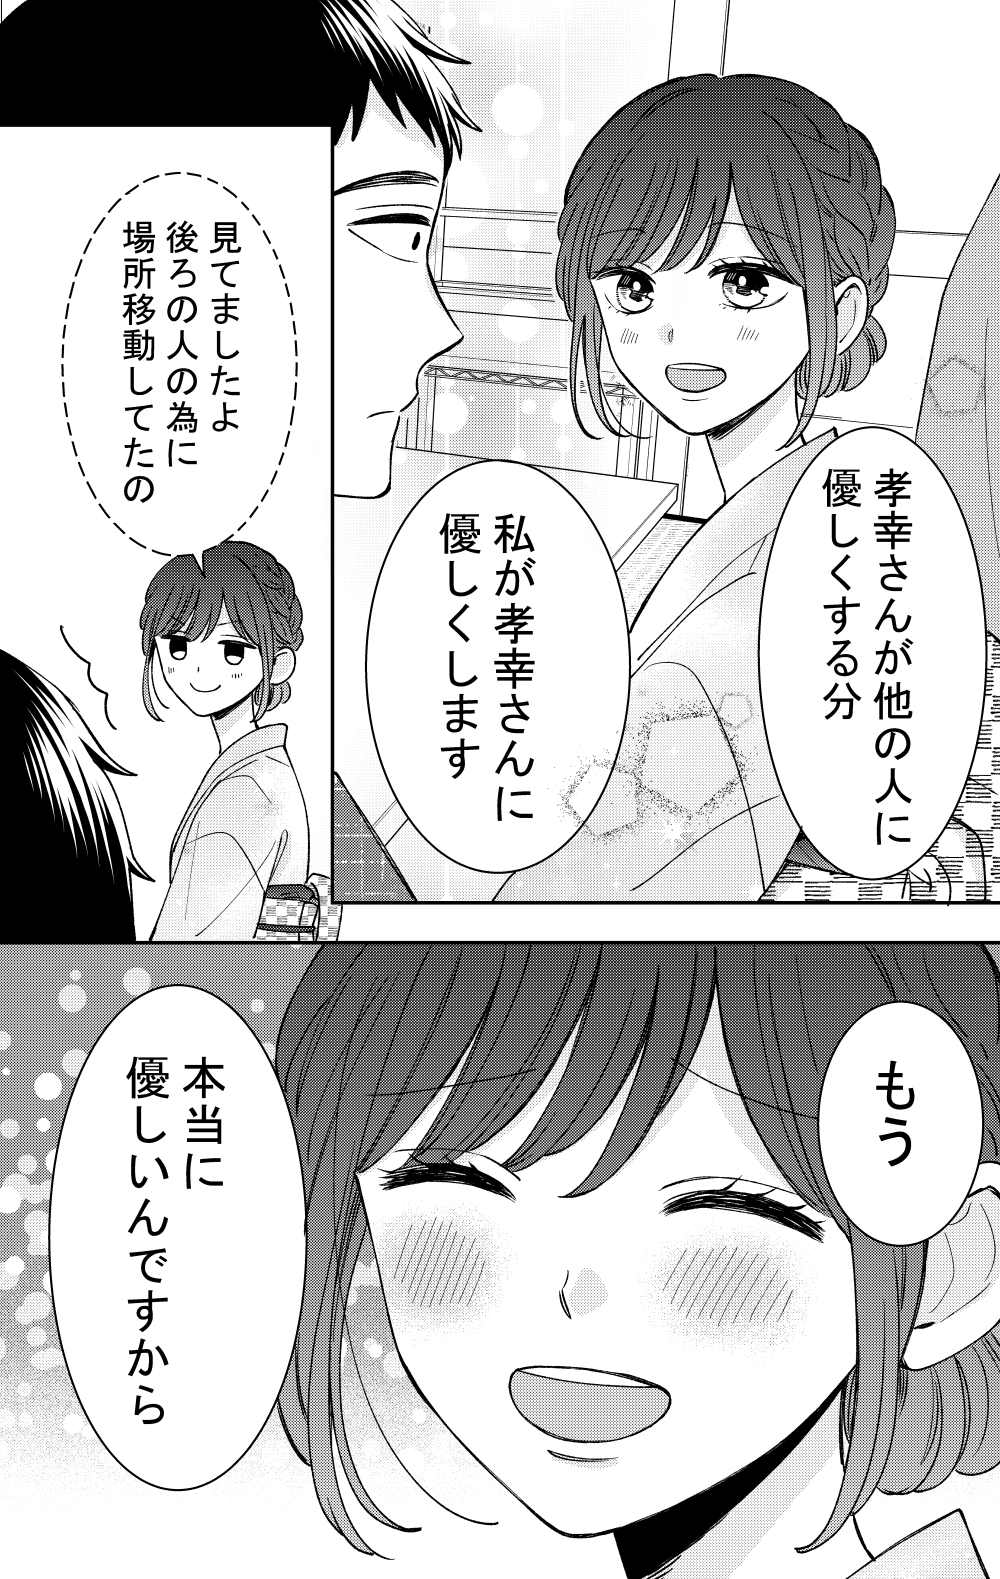 孝幸さんが他の人に
優しくする分
私が孝幸さんに
優しくします
見てましたよ
後ろの人の為に
場所移動してたの
もう
本当に
優しいんですから